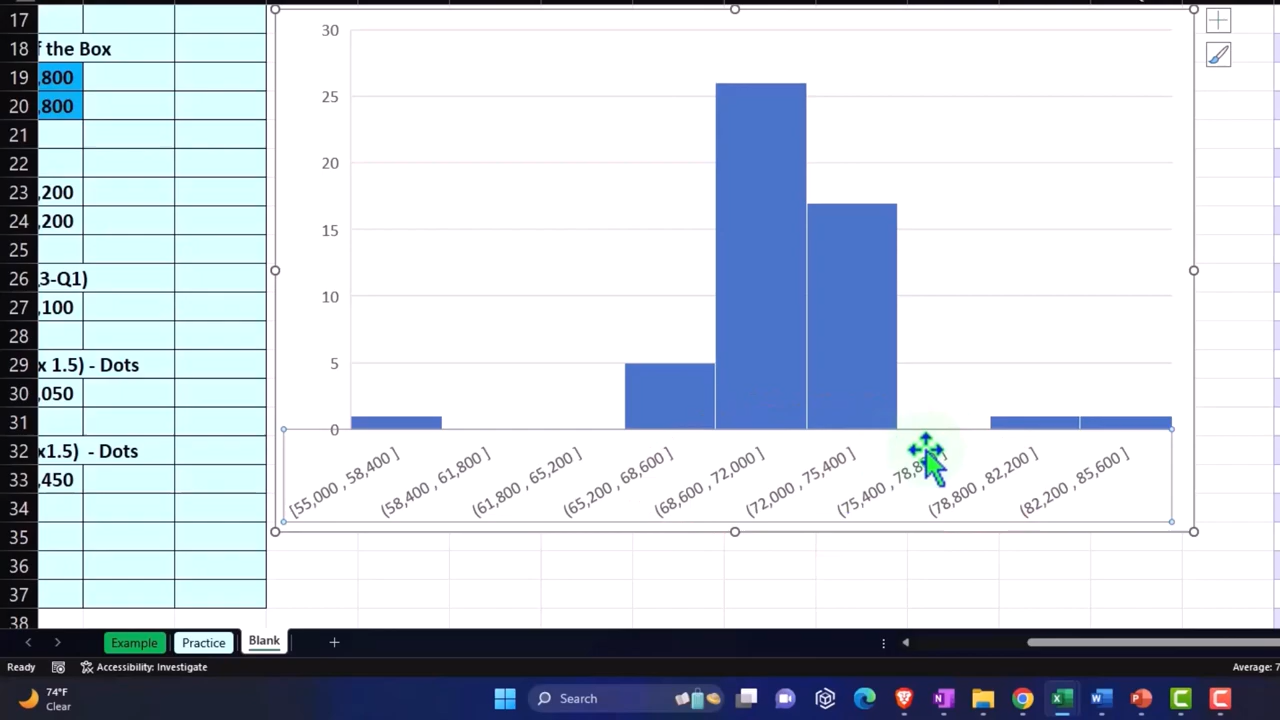 17
18 f the Box
19 ,800
20 ,800
21
22
23 ,200
24 ,200
25
26 3-Q1)
27 ,100
28
29 x 1.5) - Dots
30 ,050
31
32 x1.5) - Dots
33 ,450
34
35
36
37
38
30
25
20
15
10
5
0
[55,000 , 58,400 ]
(58,400 , 61,800 ]
(61,800 , 65,200 ]
(65,200 , 68,600 ]
(68,600 , 72,000 ]
(72,000 , 75,400 ]
(75,400 ,
(78,800 , 82,200 ]
(82,200 , 85,600 ]
Example Practice Blank
Ready Accessibility: Investigate Average: 7
74°F
Clear
Search